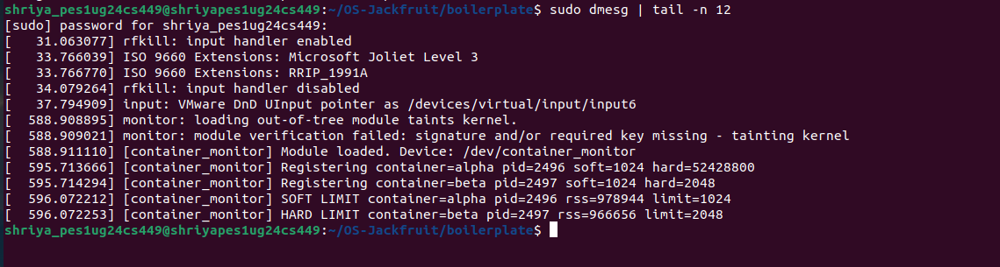 shriya_pes1ug24cs449@shriyapes1ug24cs449:~/OS-Jackfruit/boilerplate$ sudo dmesg | tail -n 12
[sudo] password for shriya_pes1ug24cs449:
[   31.063077] rfkill: input handler enabled
[   33.766039] ISO 9660 Extensions: Microsoft Joliet Level 3
[   33.766770] ISO 9660 Extensions: RRIP_1991A
[   34.079264] rfkill: input handler disabled
[   37.794909] input: VMware DnD UInput pointer as /devices/virtual/input/input6
[  588.908895] monitor: loading out-of-tree module taints kernel.
[  588.909021] monitor: module verification failed: signature and/or required key missing - tainting kernel
[  588.911110] [container_monitor] Module loaded. Device: /dev/container_monitor
[  595.713666] [container_monitor] Registering container=alpha pid=2496 soft=1024 hard=52428800
[  595.714294] [container_monitor] Registering container=beta pid=2497 soft=1024 hard=2048
[  596.072212] [container_monitor] SOFT LIMIT container=alpha pid=2496 rss=978944 limit=1024
[  596.072253] [container_monitor] HARD LIMIT container=beta pid=2497 rss=966656 limit=2048
shriya_pes1ug24cs449@shriyapes1ug24cs449:~/OS-Jackfruit/boilerplate$